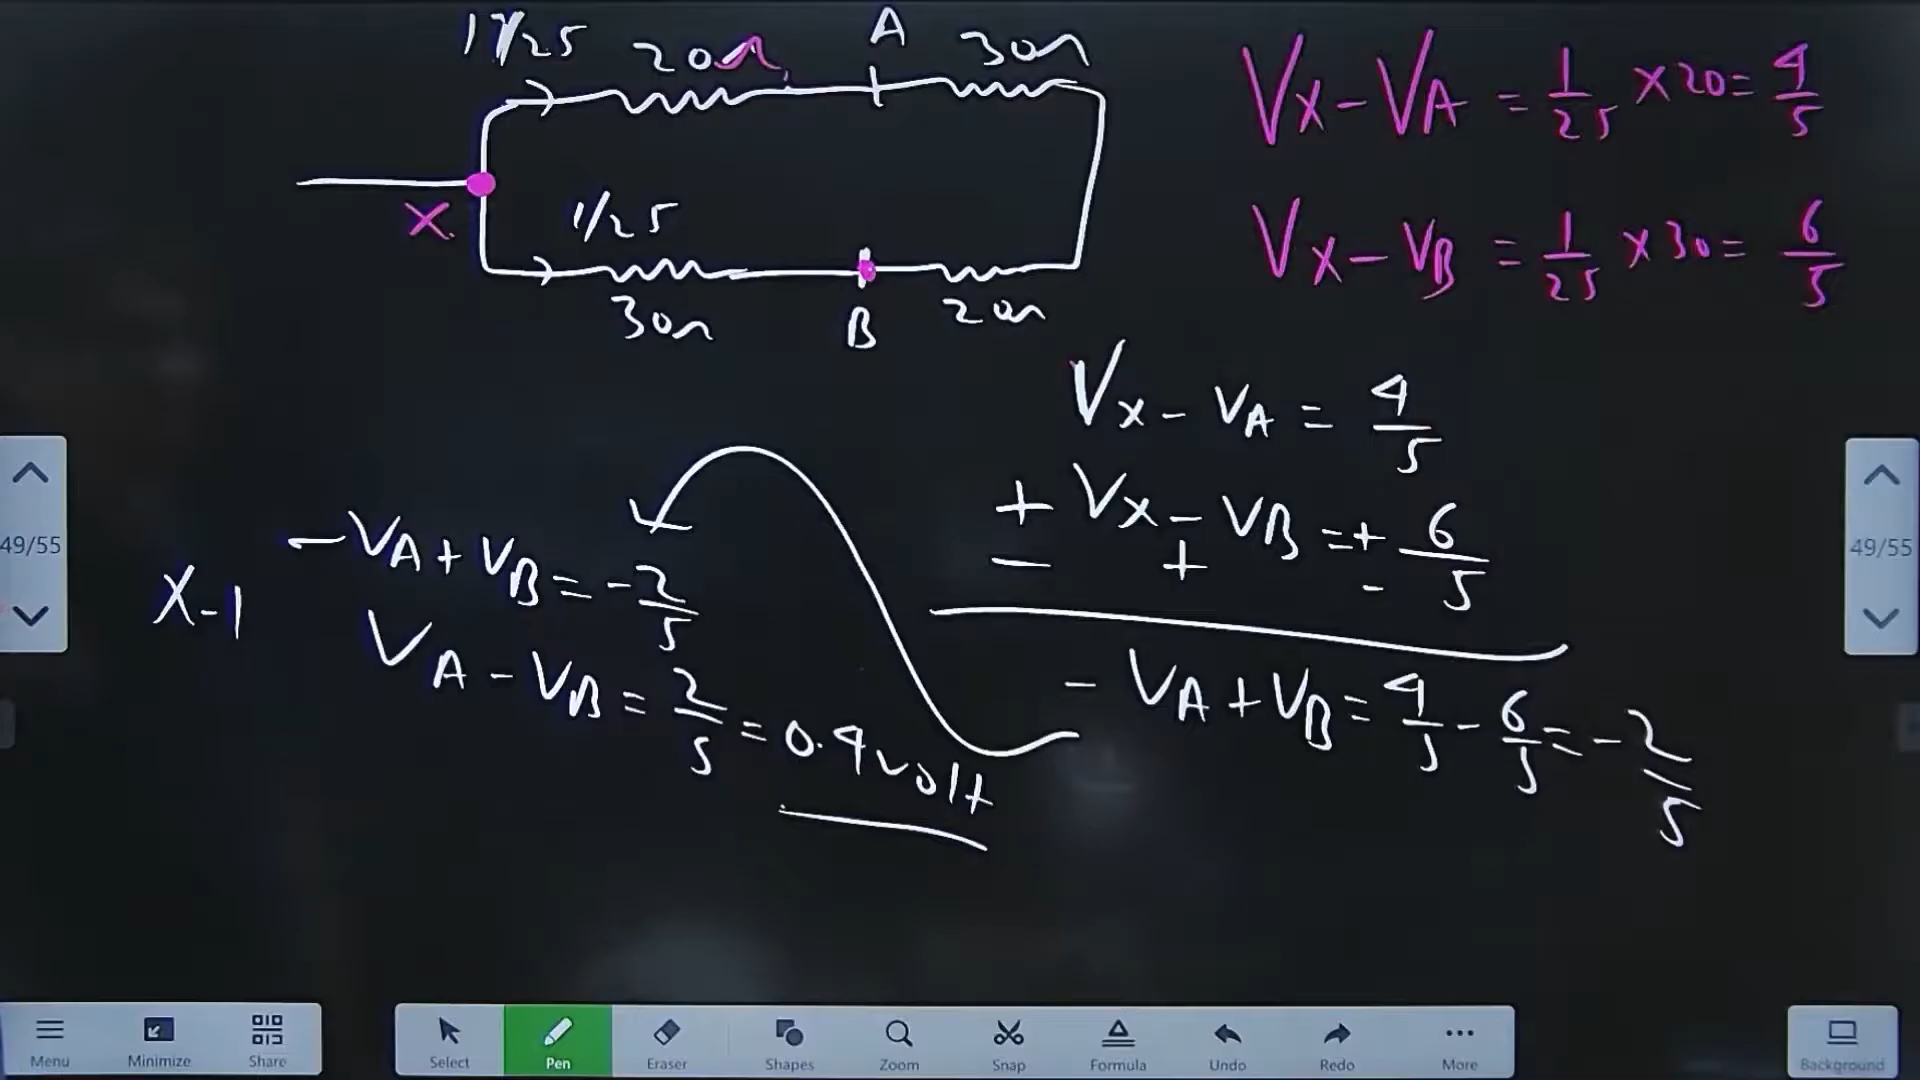 1/25 20Ω A 30Ω
X 1/25
30Ω B 20Ω
Vx - VA = 1/25 × 20 = 4/5
Vx - VB = 1/25 × 30 = 6/5
Vx - VA = 4/5
+ Vx - VB = + 6/5
- + -
- VA + VB = 4/5 - 6/5 = - 2/5
- VA + VB = - 2/5
X-1
VA - VB = 2/5 = 0.4 volt
49/55
49/55
Menu Minimize Share Select Pen Eraser Shapes Zoom Snap Formula Undo Redo More Background